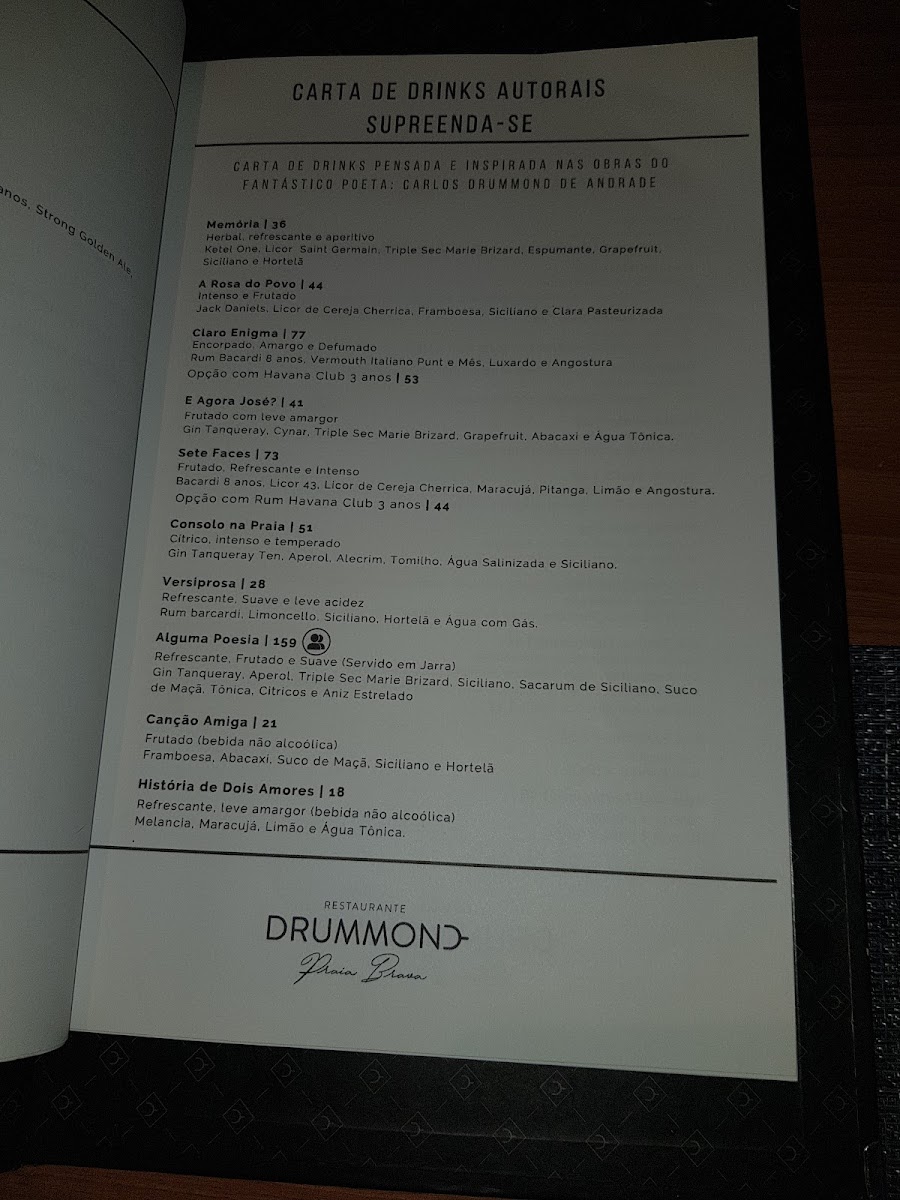 anos, Strong Golden Ale,
CARTA DE DRINKS AUTORAIS
SUPREENDA-SE
CARTA DE DRINKS PENSADA E INSPIRADA NAS OBRAS DO
FANTÁSTICO POETA: CARLOS DRUMMOND DE ANDRADE
Memória | 36
Herbal, refrescante e aperitivo
Ketel One, Licor Saint Germain, Triple Sec Marie Brizard, Espumante, Grapefruit,
Siciliano e Hortelã
A Rosa do Povo | 44
Intenso e Frutado
Jack Daniels, Licor de Cereja Cherrica, Framboesa, Siciliano e Clara Pasteurizada
Claro Enigma | 77
Encorpado, Amargo e Defumado
Rum Bacardi 8 anos, Vermouth Italiano Punt e Més, Luxardo e Angostura
Opção com Havana Club 3 anos | 53
E Agora José? | 41
Frutado com leve amargor
Gin Tanqueray, Cynar, Triple Sec Marie Brizard, Grapefruit, Abacaxi e Água Tônica.
Sete Faces | 73
Frutado, Refrescante e Intenso
Bacardi 8 anos, Licor 43, Licor de Cereja Cherrica, Maracujá, Pitanga, Limão e Angostura.
Opção com Rum Havana Club 3 anos | 44
Consolo na Praia | 51
Cítrico, intenso e temperado
Gin Tanqueray Ten, Aperol, Alecrim, Tomilho, Água Salinizada e Siciliano.
Versiprosa | 28
Refrescante, Suave e leve acidez
Rum barcardi, Limoncello, Siciliano, Hortelã e Água com Gás.
Alguma Poesia | 159
Refrescante, Frutado e Suave (Servido em Jarra)
Gin Tanqueray, Aperol, Triple Sec Marie Brizard, Siciliano, Sacarum de Siciliano, Suco
de Maçã, Tônica, Citricos e Aniz Estrelado
Canção Amiga | 21
Frutado (bebida não alcoólica)
Framboesa, Abacaxi, Suco de Maçã, Siciliano e Hortelã
História de Dois Amores | 18
Refrescante, leve amargor (bebida não alcoólica)
Melancia, Maracujá, Limão e Água Tônica.
RESTAURANTE
DRUMMOND
Praia Brava